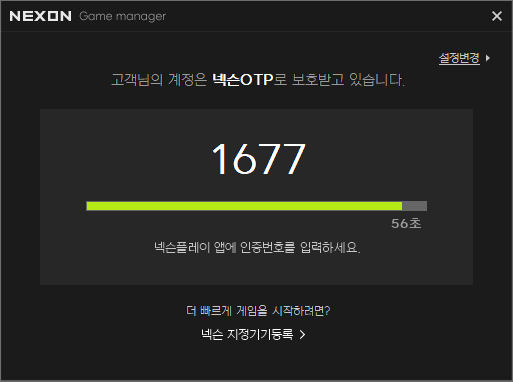 NEXON Game manager
설정변경
고객님의 계정은 넥슨OTP로 보호받고 있습니다.
1677
56초
넥슨플레이 앱에 인증번호를 입력하세요.
더 빠르게 게임을 시작하려면?
넥슨 지정기기등록 >